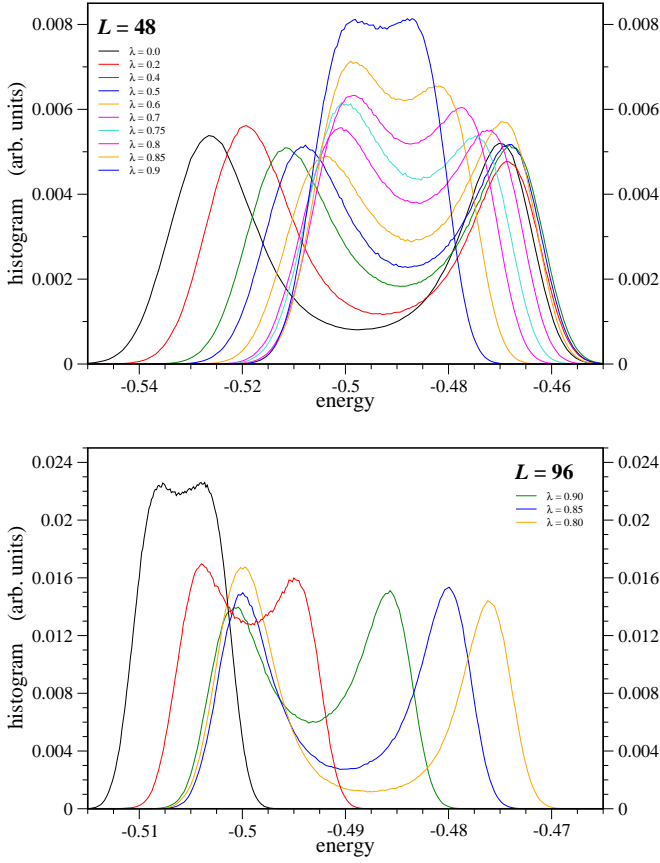 L = 48
λ = 0.0
λ = 0.2
λ = 0.4
λ = 0.5
λ = 0.6
λ = 0.7
λ = 0.75
λ = 0.8
λ = 0.85
λ = 0.9
histogram (arb. units)
0.008 0.008
0.006 0.006
0.004 0.004
0.002 0.002
0 0
-0.54 -0.52 -0.5 -0.48 -0.46
energy
L = 96
λ = 0.90
λ = 0.85
λ = 0.80
histogram (arb. units)
0.024 0.024
0.02 0.02
0.016 0.016
0.012 0.012
0.008 0.008
0.004 0.004
0 0
-0.51 -0.5 -0.49 -0.48 -0.47
energy